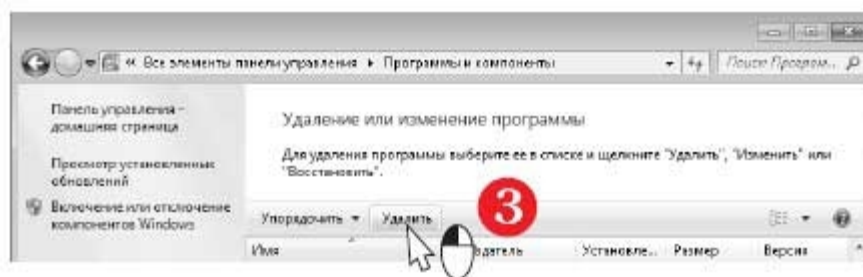 « Все элементы панели управления ▸ Программы и компоненты
Поиск Програм...
Панель управления –
домашняя страница
Просмотр установленных
обновлений
Включение или отключение
компонентов Windows
Удаление или изменение программы
Для удаления программы выберите ее в списке и щелкните "Удалить", "Изменить" или
"Восстановить".
Упорядочить Удалить
3
Имя Установле... Размер Версия